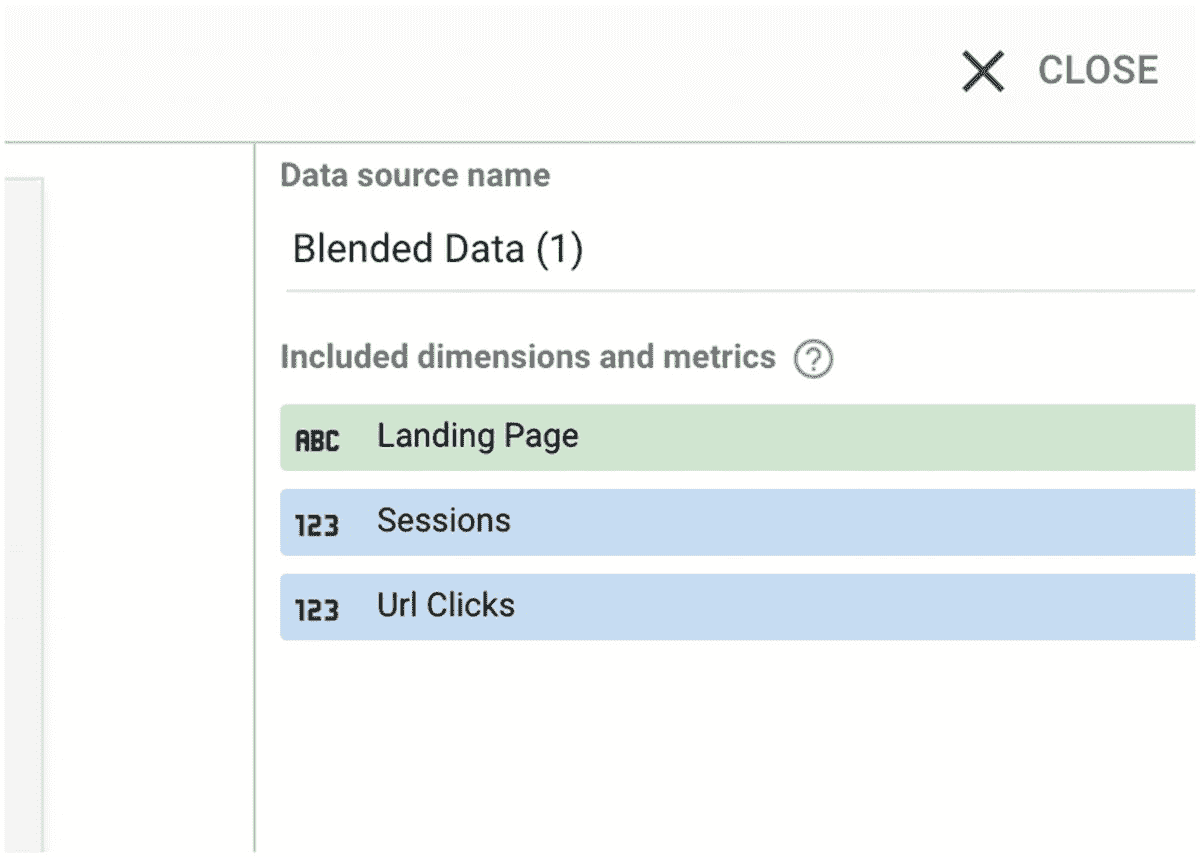 CLOSE
Data source name
Blended Data (1)
Included dimensions and metrics ?
ABC Landing Page
123 Sessions
123 Url Clicks